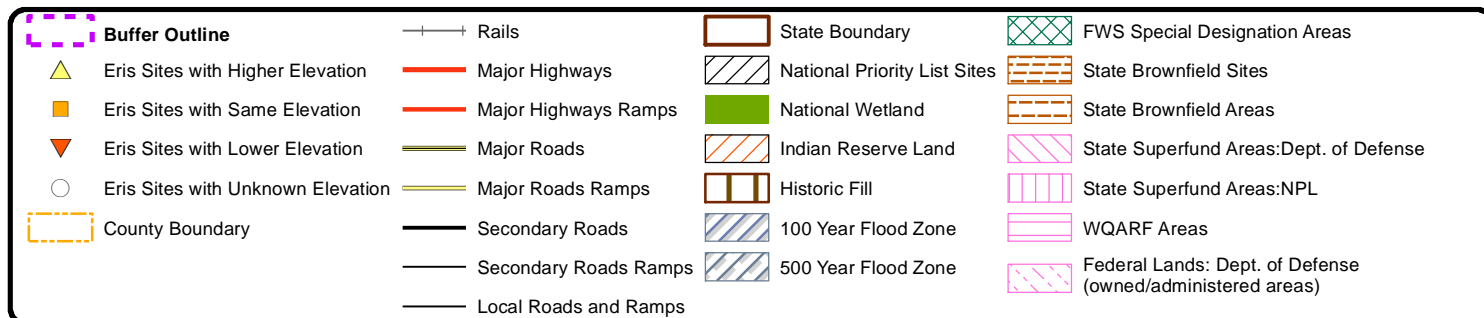 Buffer Outline
Eris Sites with Higher Elevation
Eris Sites with Same Elevation
Eris Sites with Lower Elevation
Eris Sites with Unknown Elevation
County Boundary
Rails
Major Highways
Major Highways Ramps
Major Roads
Major Roads Ramps
Secondary Roads
Secondary Roads Ramps
Local Roads and Ramps
State Boundary
National Priority List Sites
National Wetland
Indian Reserve Land
Historic Fill
100 Year Flood Zone
500 Year Flood Zone
FWS Special Designation Areas
State Brownfield Sites
State Brownfield Areas
State Superfund Areas:Dept. of Defense
State Superfund Areas:NPL
WQARF Areas
Federal Lands: Dept. of Defense
(owned/administered areas)